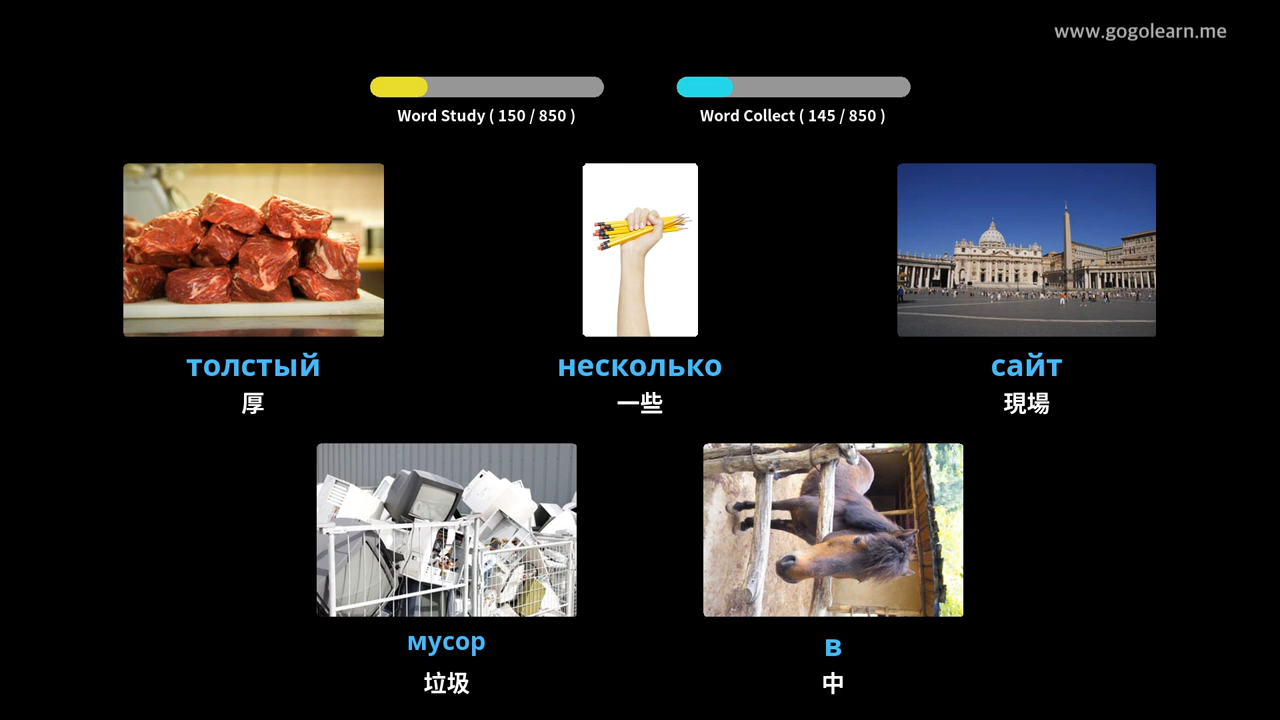 www.gogolearn.me
Word Study ( 150 / 850 )
Word Collect ( 145 / 850 )
толстый
厚
несколько
一些
сайт
現場
мусор
垃圾
в
中